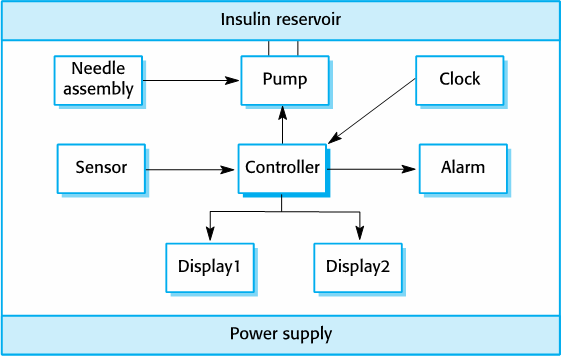 Insulin reservoir
Needle
assembly
Pump
Clock
Sensor
Controller
Alarm
Display1
Display2
Power supply